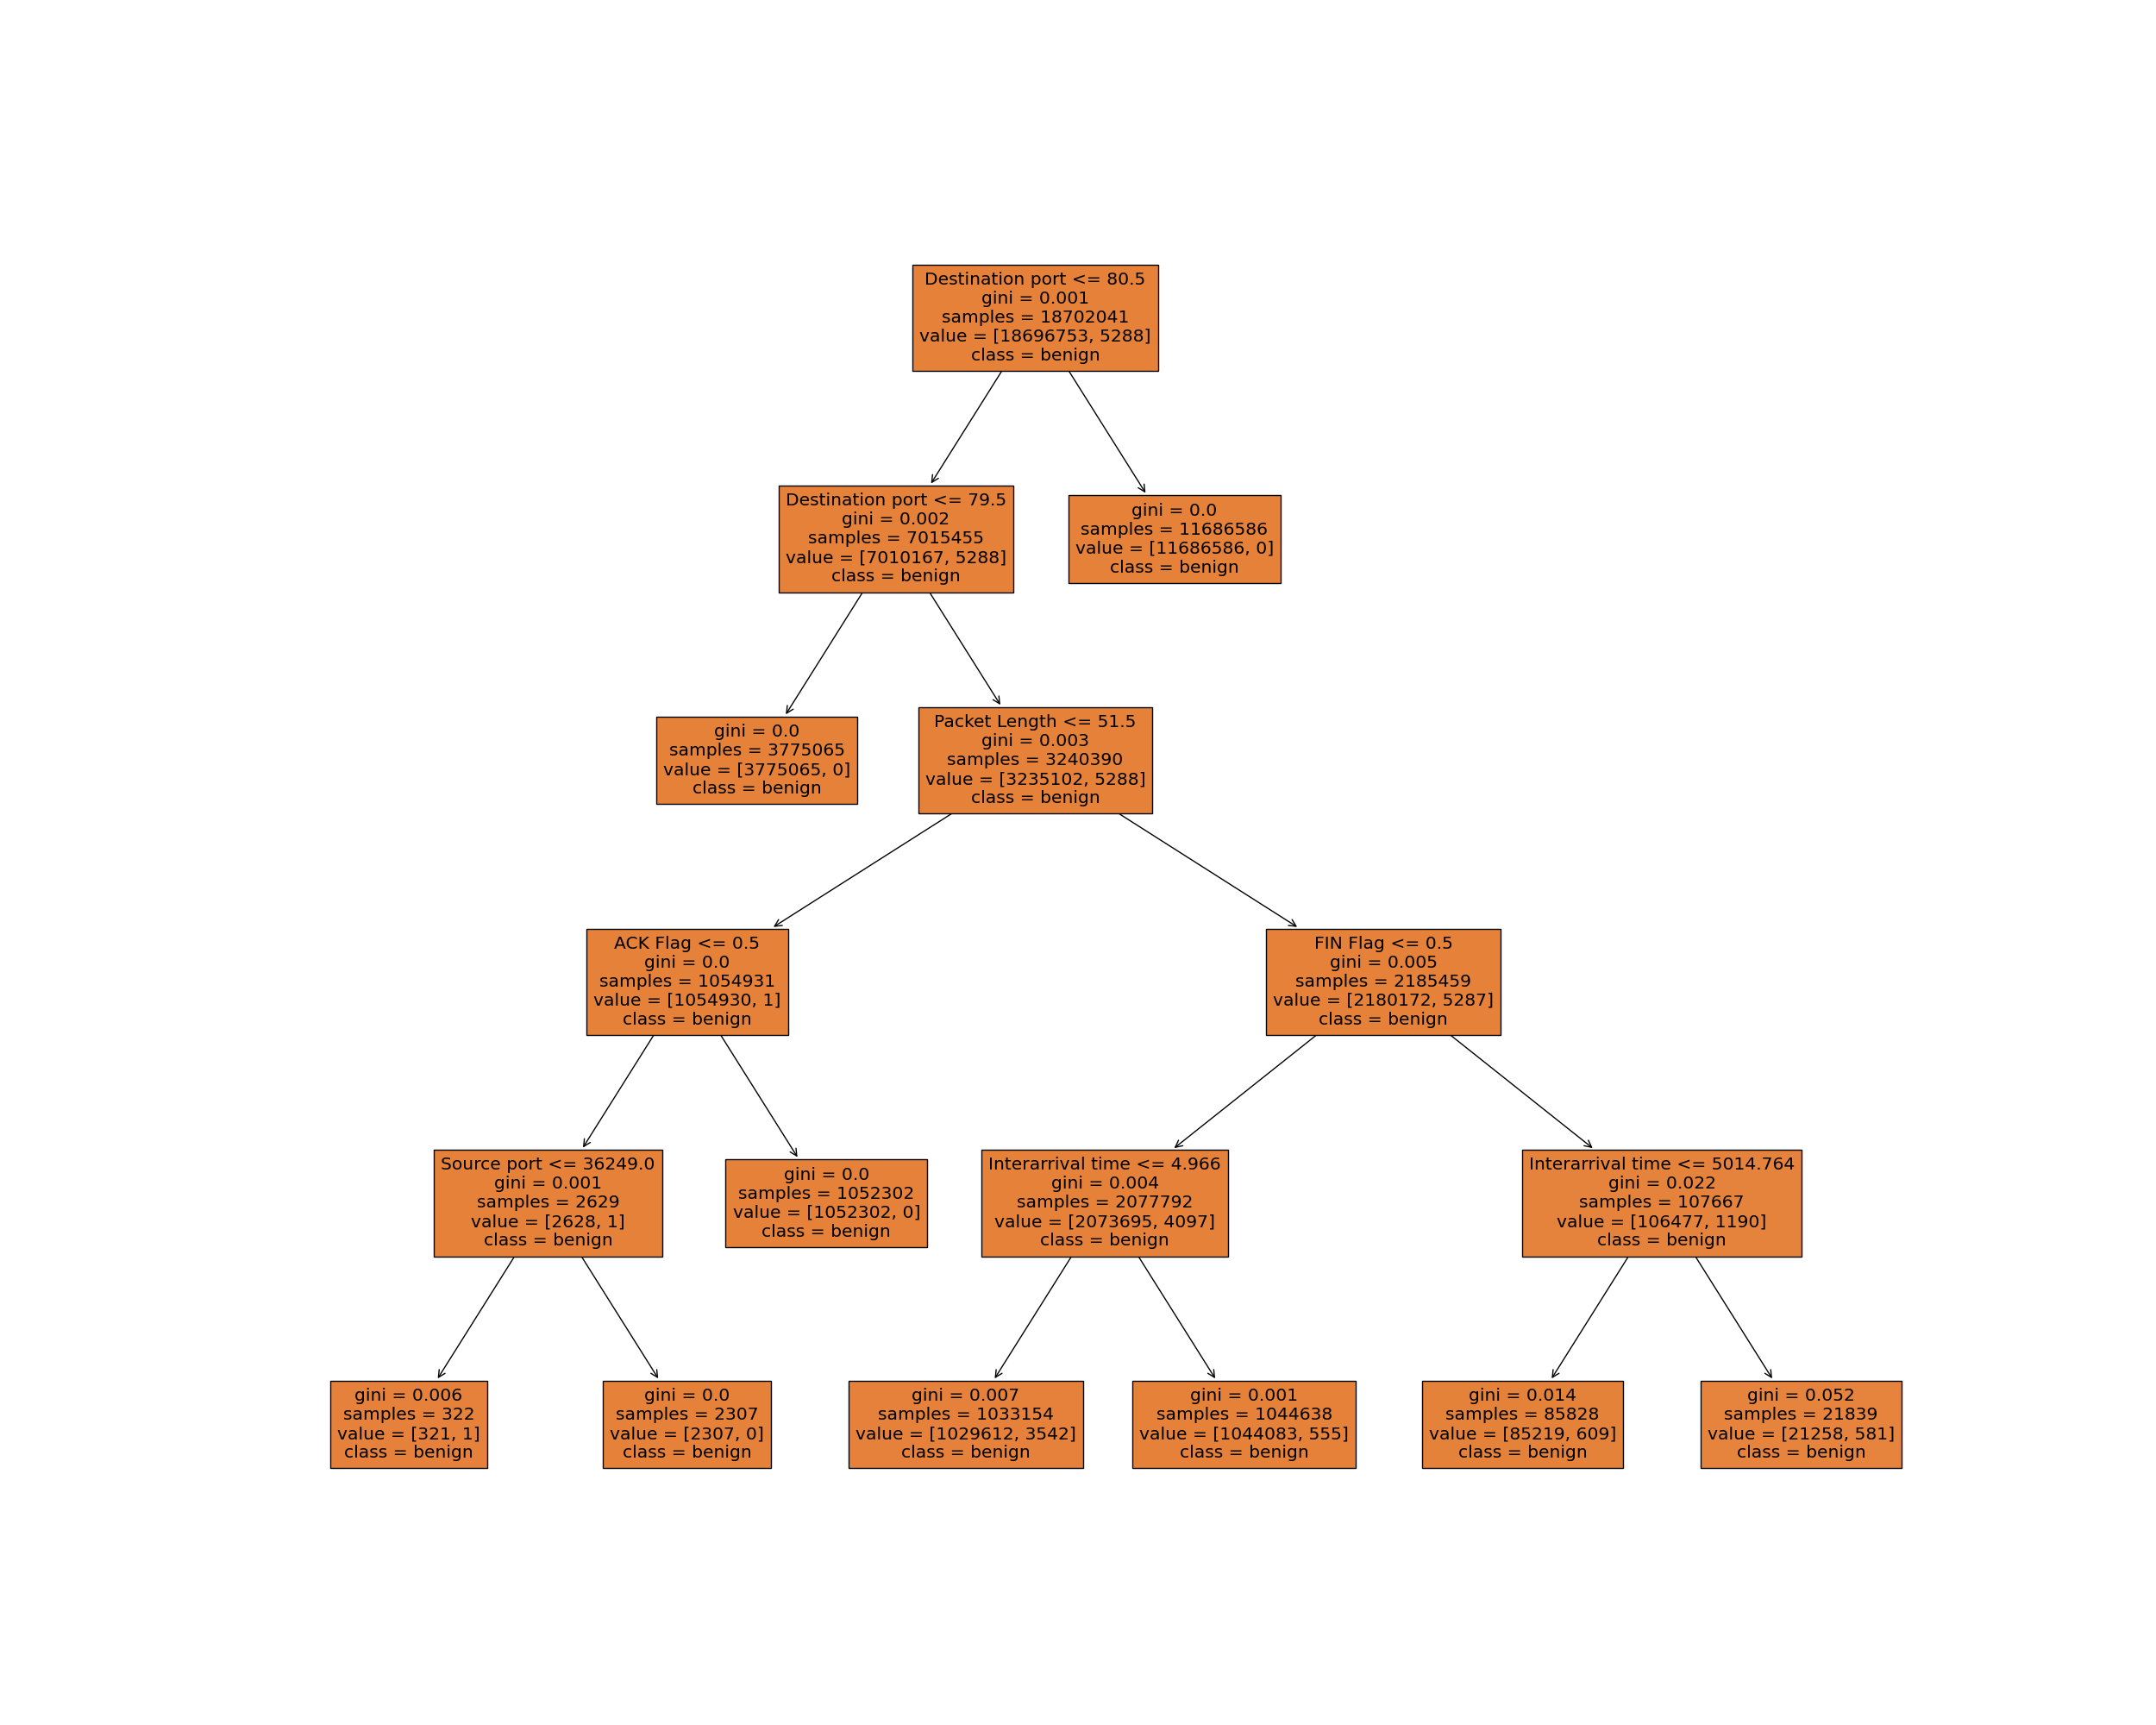 Destination port <= 80.5
gini = 0.001
samples = 18702041
value = [18696753, 5288]
class = benign
Destination port <= 79.5
gini = 0.002
samples = 7015455
value = [7010167, 5288]
class = benign
gini = 0.0
samples = 11686586
value = [11686586, 0]
class = benign
gini = 0.0
samples = 3775065
value = [3775065, 0]
class = benign
Packet Length <= 51.5
gini = 0.003
samples = 3240390
value = [3235102, 5288]
class = benign
ACK Flag <= 0.5
gini = 0.0
samples = 1054931
value = [1054930, 1]
class = benign
FIN Flag <= 0.5
gini = 0.005
samples = 2185459
value = [2180172, 5287]
class = benign
Source port <= 36249.0
gini = 0.001
samples = 2629
value = [2628, 1]
class = benign
gini = 0.0
samples = 1052302
value = [1052302, 0]
class = benign
Interarrival time <= 4.966
gini = 0.004
samples = 2077792
value = [2073695, 4097]
class = benign
Interarrival time <= 5014.764
gini = 0.022
samples = 107667
value = [106477, 1190]
class = benign
gini = 0.006
samples = 322
value = [321, 1]
class = benign
gini = 0.0
samples = 2307
value = [2307, 0]
class = benign
gini = 0.007
samples = 1033154
value = [1029612, 3542]
class = benign
gini = 0.001
samples = 1044638
value = [1044083, 555]
class = benign
gini = 0.014
samples = 85828
value = [85219, 609]
class = benign
gini = 0.052
samples = 21839
value = [21258, 581]
class = benign